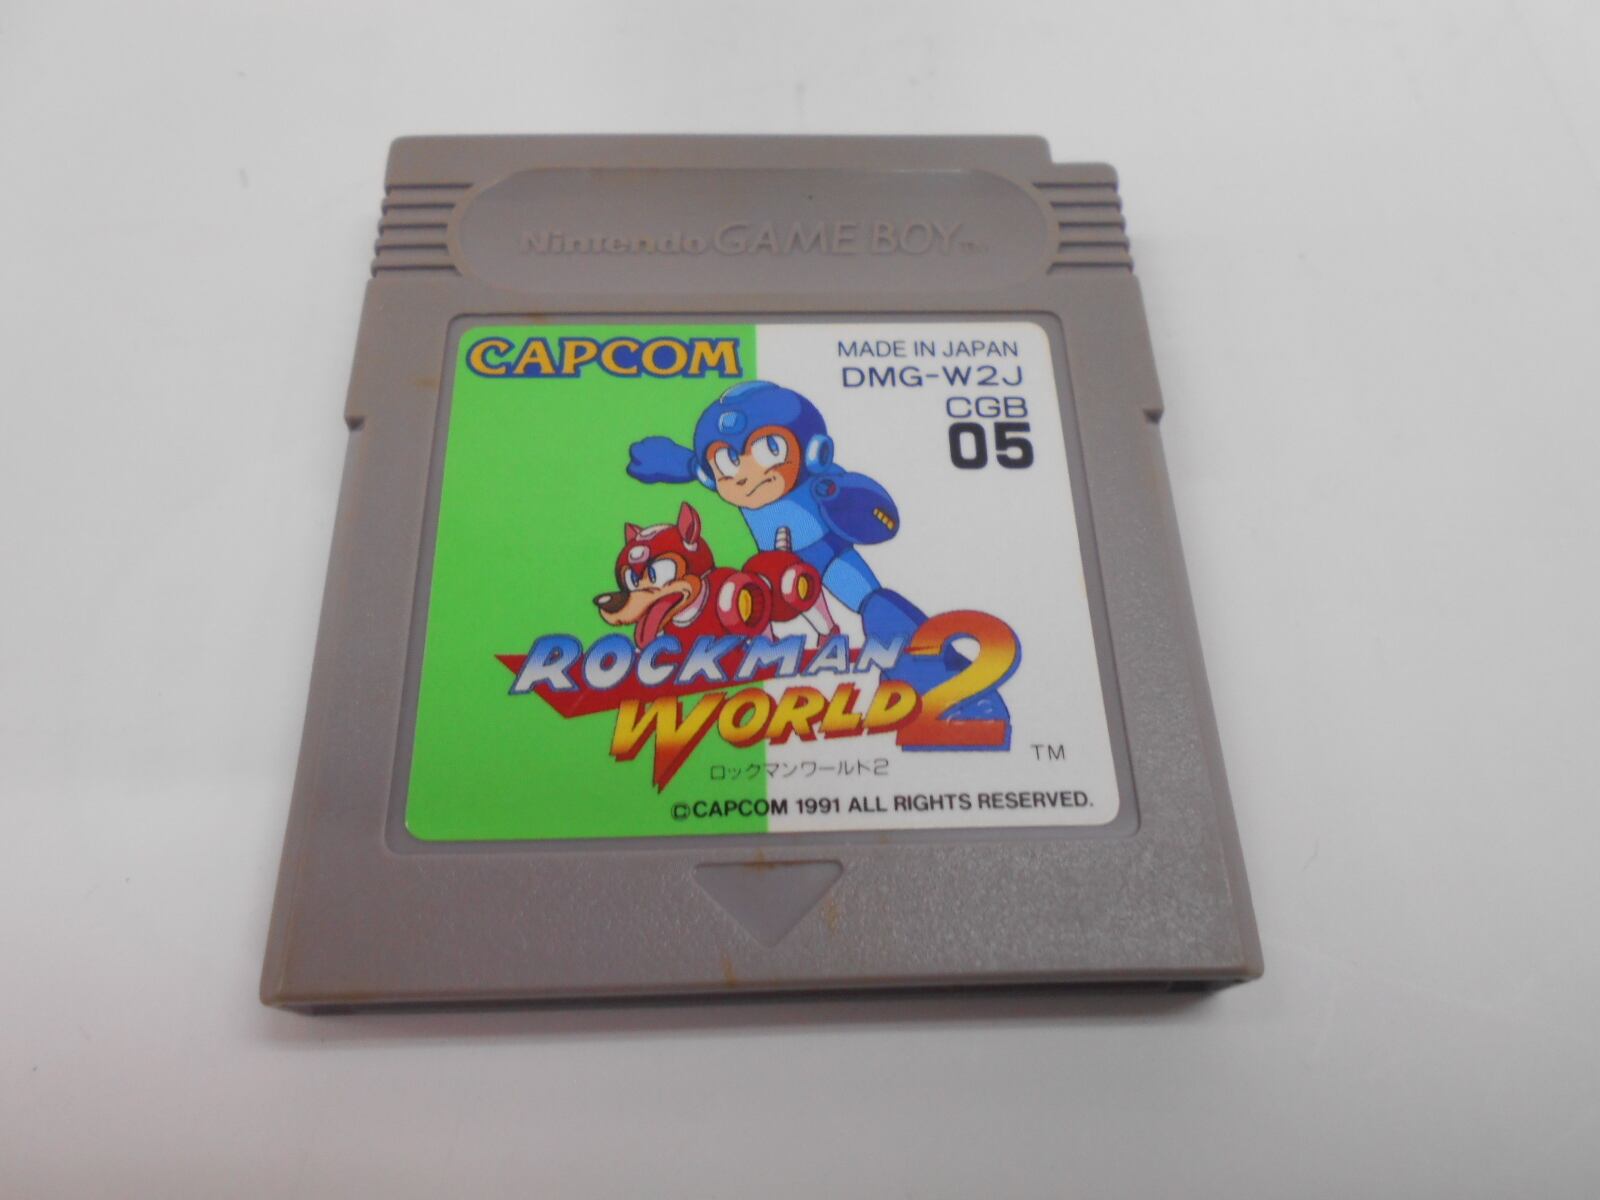 Nintendo GAME BOY TM
CAPCOM
MADE IN JAPAN
DMG-W2J
CGB
05
ROCKMAN
WORLD 2
TM
ロックマンワールド2
©CAPCOM 1991 ALL RIGHTS RESERVED.